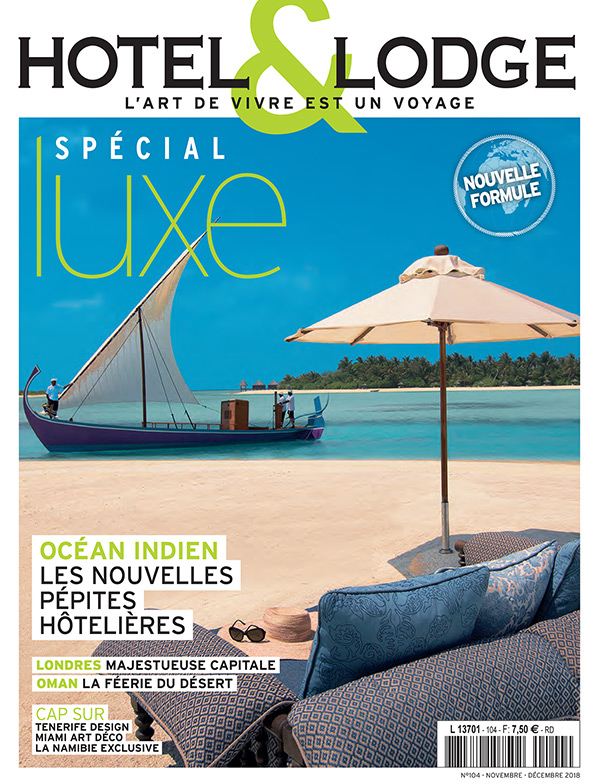 HOTEL & LODGE
L'ART DE VIVRE EST UN VOYAGE
SPÉCIAL
luxe
NOUVELLE
FORMULE
OCÉAN INDIEN
LES NOUVELLES
PÉPITES
HÔTELIÈRES
LONDRES MAJESTUEUSE CAPITALE
OMAN LA FÉERIE DU DÉSERT
CAP SUR
TENERIFE DESIGN
MIAMI ART DÉCO
LA NAMIBIE EXCLUSIVE
L 13701 - 104 - F: 7,50 € - RD
N°104 - NOVEMBRE - DÉCEMBRE 2018